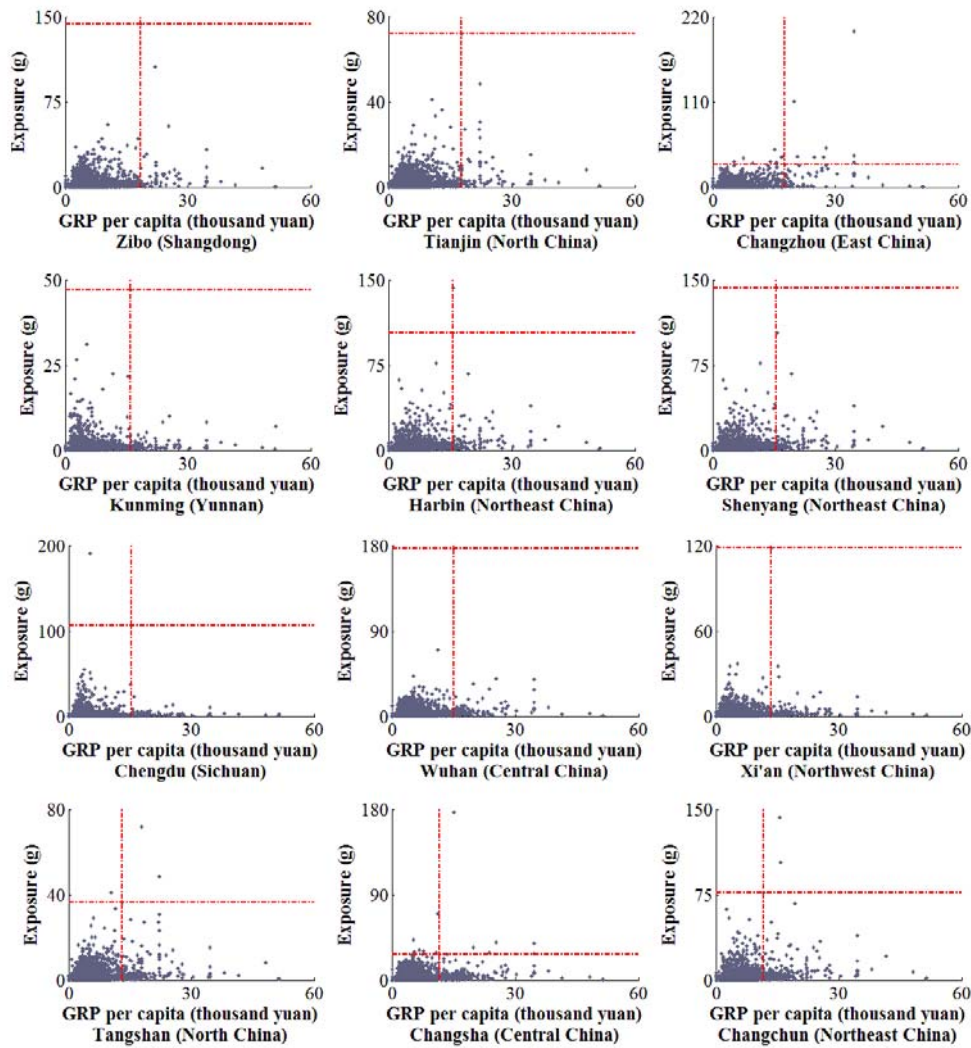 150
75
0
0 30 60
Exposure (g)
GRP per capita (thousand yuan)
Zibo (Shangdong)
80
40
0
0 30 60
Exposure (g)
GRP per capita (thousand yuan)
Tianjin (North China)
220
110
0
0 30 60
Exposure (g)
GRP per capita (thousand yuan)
Changzhou (East China)
50
25
0
0 30 60
Exposure (g)
GRP per capita (thousand yuan)
Kunming (Yunnan)
150
75
0
0 30 60
Exposure (g)
GRP per capita (thousand yuan)
Harbin (Northeast China)
150
75
0
0 30 60
Exposure (g)
GRP per capita (thousand yuan)
Shenyang (Northeast China)
200
100
0
0 30 60
Exposure (g)
GRP per capita (thousand yuan)
Chengdu (Sichuan)
180
90
0
0 30 60
Exposure (g)
GRP per capita (thousand yuan)
Wuhan (Central China)
120
60
0
0 30 60
Exposure (g)
GRP per capita (thousand yuan)
Xi'an (Northwest China)
80
40
0
0 30 60
Exposure (g)
GRP per capita (thousand yuan)
Tangshan (North China)
180
90
0
0 30 60
Exposure (g)
GRP per capita (thousand yuan)
Changsha (Central China)
150
75
0
0 30 60
Exposure (g)
GRP per capita (thousand yuan)
Changchun (Northeast China)